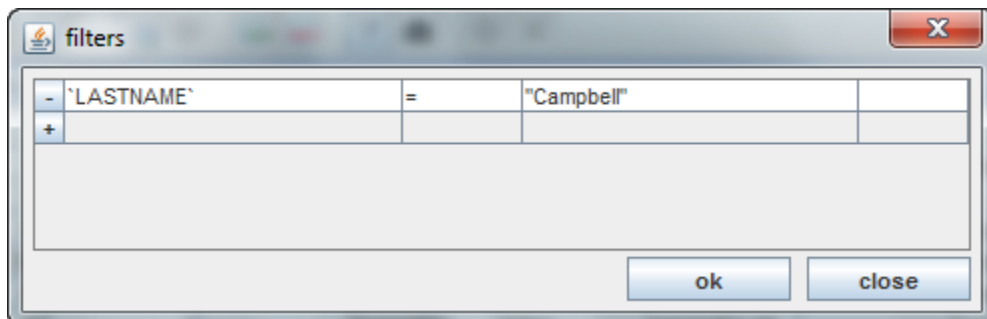 filters
- `LASTNAME` = "Campbell"
+
ok close